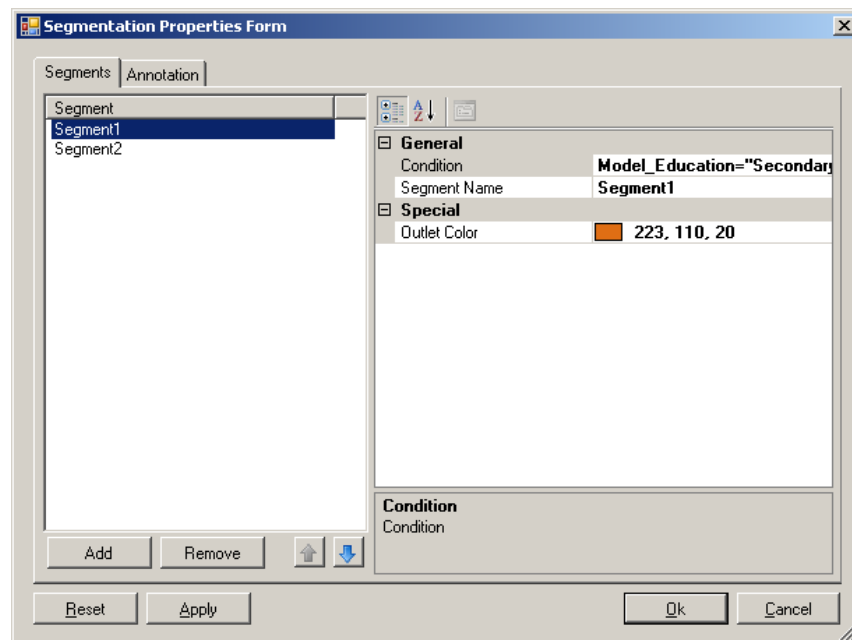 Segmentation Properties Form
Segments Annotation
Segment
Segment1
Segment2
General
Condition Model_Education="Secondary
Segment Name Segment1
Special
Outlet Color 223, 110, 20
Condition
Condition
Add Remove
Reset Apply Ok Cancel